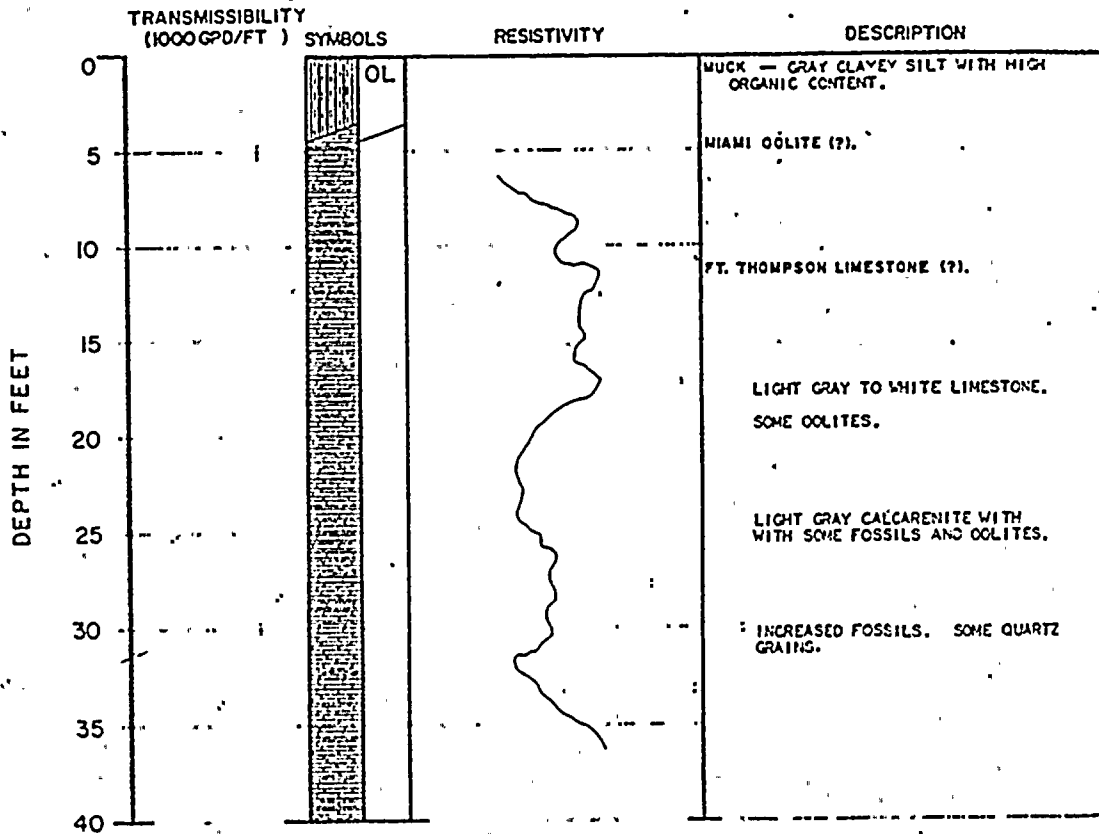 TRANSMISSIBILITY
(1000 GPD/FT ) SYMBOLS RESISTIVITY DESCRIPTION
0
OL
MUCK — GRAY CLAYEY SILT WITH HIGH
ORGANIC CONTENT.
5
MIAMI OOLITE (?).
10
FT. THOMPSON LIMESTONE (?).
15
LIGHT GRAY TO WHITE LIMESTONE.
SOME OOLITES.
20
25
LIGHT GRAY CALCARENITE WITH
WITH SOME FOSSILS AND OOLITES.
30
INCREASED FOSSILS. SOME QUARTZ
GRAINS.
35
40
DEPTH IN FEET